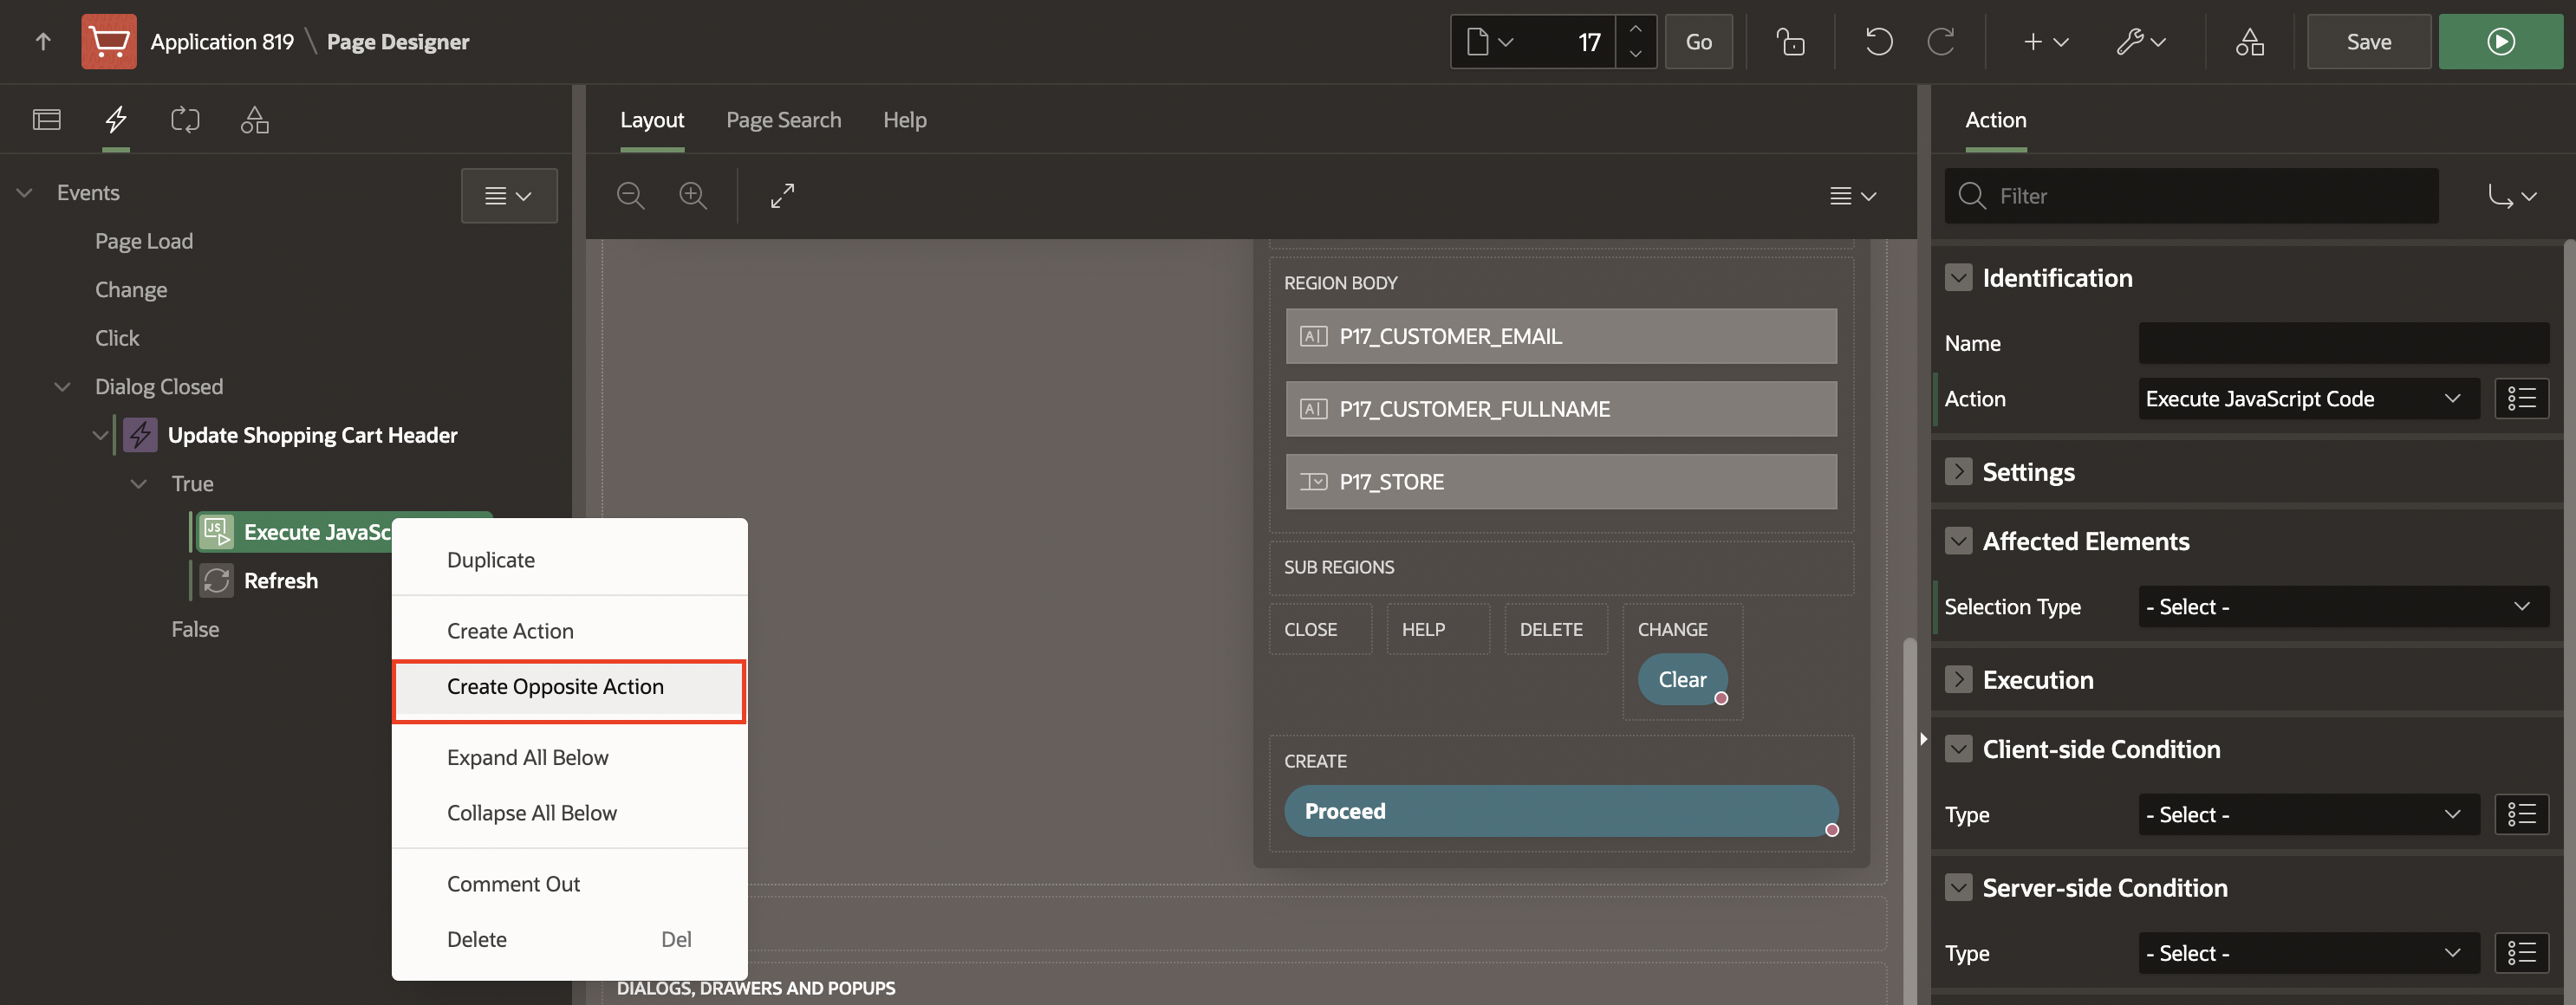 Application 819 \ Page Designer
17
Go
Save
Events
Page Load
Change
Click
Dialog Closed
Update Shopping Cart Header
True
JS
Execute JavaSc
Refresh
False
Duplicate
Create Action
Create Opposite Action
Expand All Below
Collapse All Below
Comment Out
Delete Del
Layout Page Search Help
REGION BODY
A P17_CUSTOMER_EMAIL
A P17_CUSTOMER_FULLNAME
P17_STORE
SUB REGIONS
CLOSE HELP DELETE CHANGE
Clear
CREATE
Proceed
DIALOGS, DRAWERS AND POPUPS
Action
Filter
Identification
Name
Action Execute JavaScript Code
Settings
Affected Elements
Selection Type - Select -
Execution
Client-side Condition
Type - Select -
Server-side Condition
Type - Select -